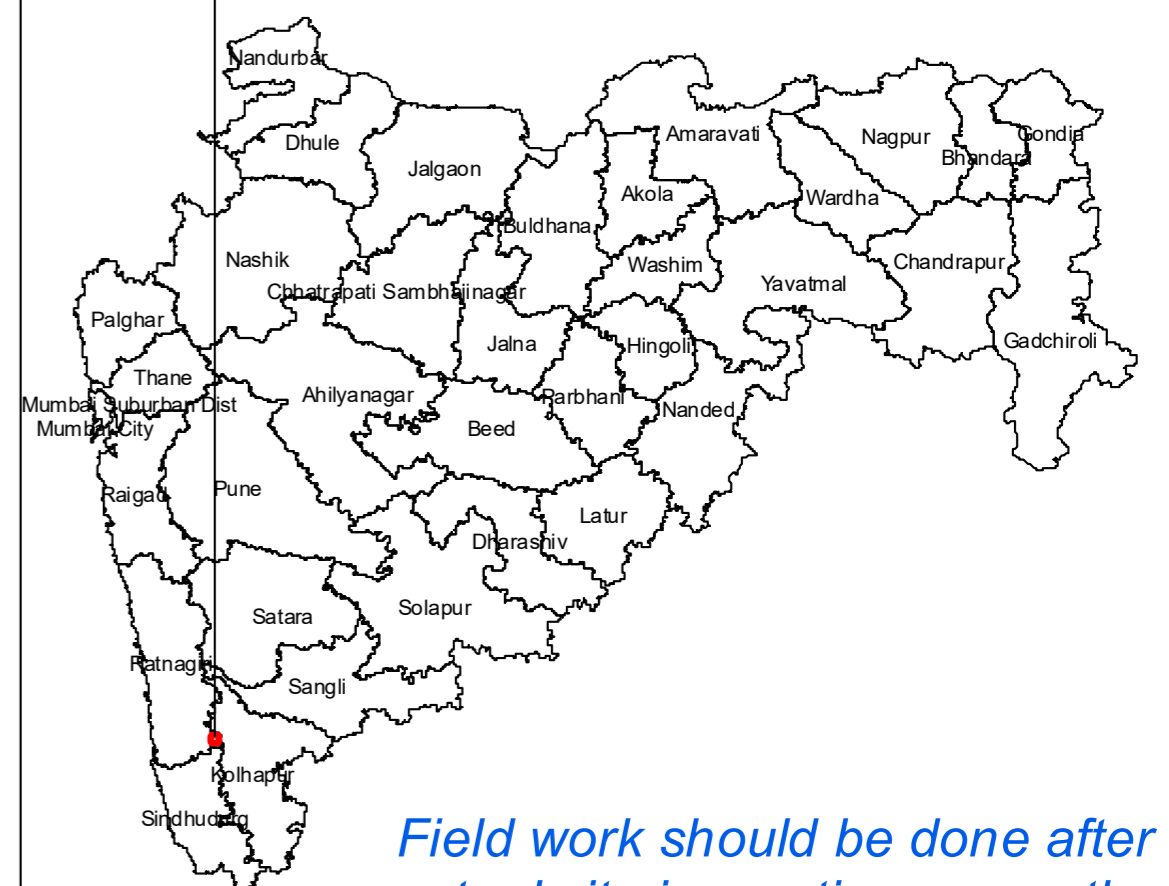 Nandurbar
Dhule
Jalgaon
Amaravati
Nagpur
Gondia
Bhandara
Buldhana
Akola
Wardha
Nashik
Washim
Chandrapur
Yavatmal
Chhatrapati Sambhajinagar
Palghar
Jalna
Hingoli
Gadchiroli
Thane
Ahilyanagar
Parbhani
Nanded
Mumbai Suburban Dist
Mumbai City
Beed
Raigad
Pune
Latur
Dharashiv
Satara
Solapur
Ratnagiri
Sangli
Kolhapur
Sindhudurg
Field work should be done after